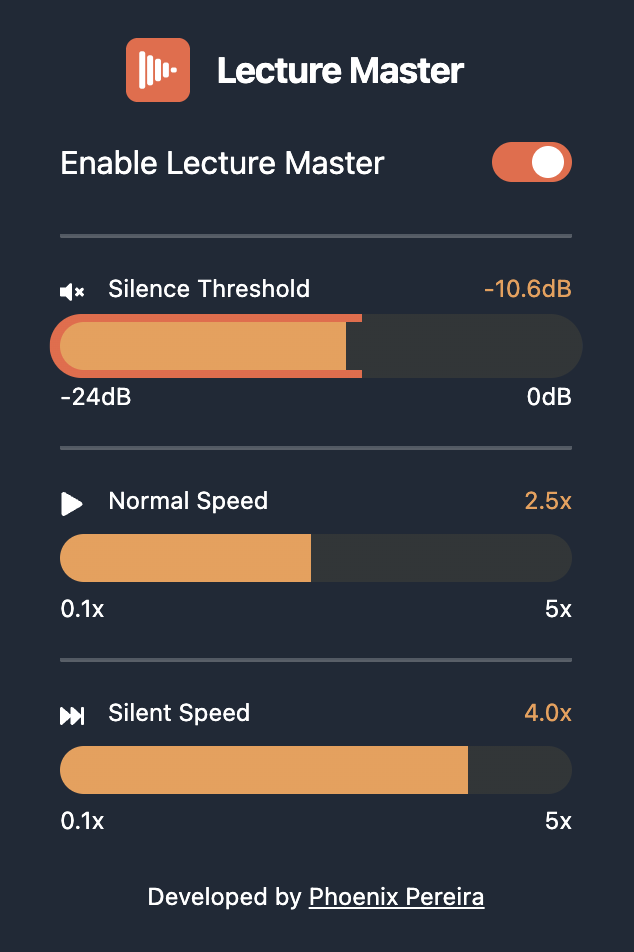 Lecture Master
Enable Lecture Master
Silence Threshold -10.6dB
-24dB 0dB
Normal Speed 2.5x
0.1x 5x
Silent Speed 4.0x
0.1x 5x
Developed by Phoenix Pereira